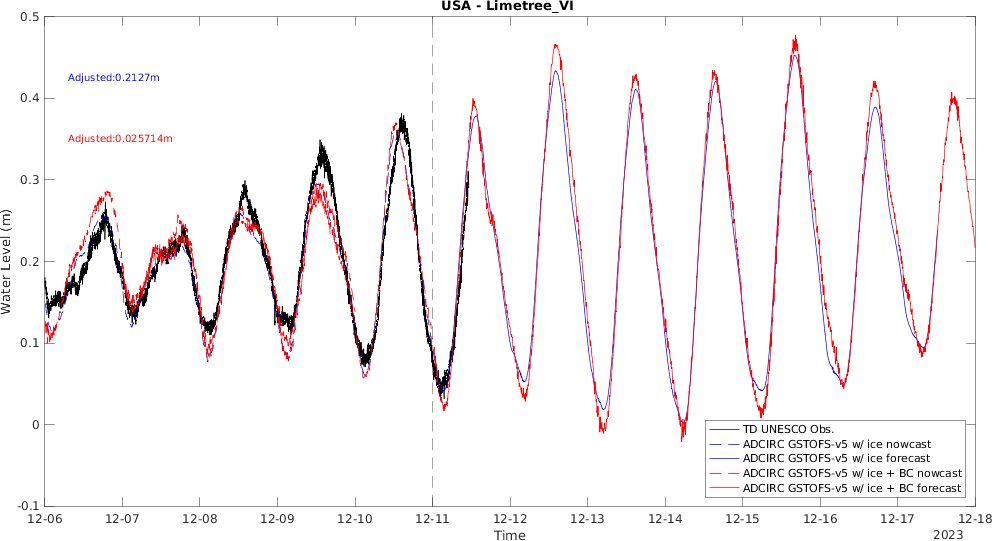 USA - Limetree_VI
0.5
0.4
0.3
0.2
0.1
0
-0.1
Water Level (m)
Adjusted:0.2127m
Adjusted:0.025714m
TD UNESCO Obs.
ADCIRC GSTOFS-v5 w/ ice nowcast
ADCIRC GSTOFS-v5 w/ ice forecast
ADCIRC GSTOFS-v5 w/ ice + BC nowcast
ADCIRC GSTOFS-v5 w/ ice + BC forecast
12-06 12-07 12-08 12-09 12-10 12-11 12-12 12-13 12-14 12-15 12-16 12-17 12-18
Time
2023